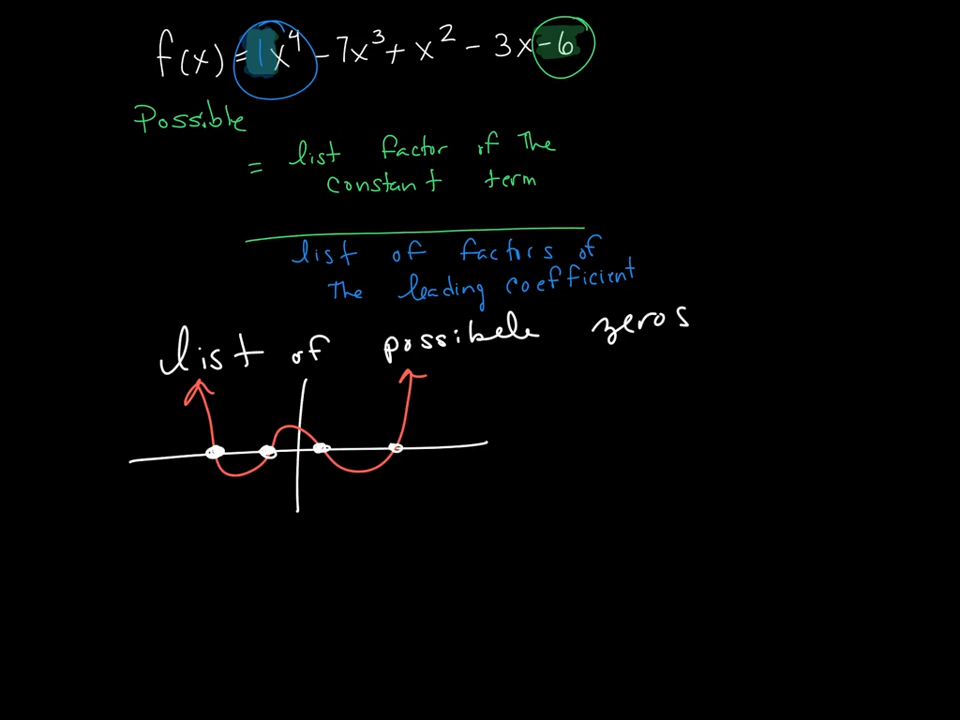 f(x) = 1x⁴ - 7x³ + x² - 3x - 6
Possible
= list factor of the
constant term
list of factors of
The leading coefficient
list of possibele zeros